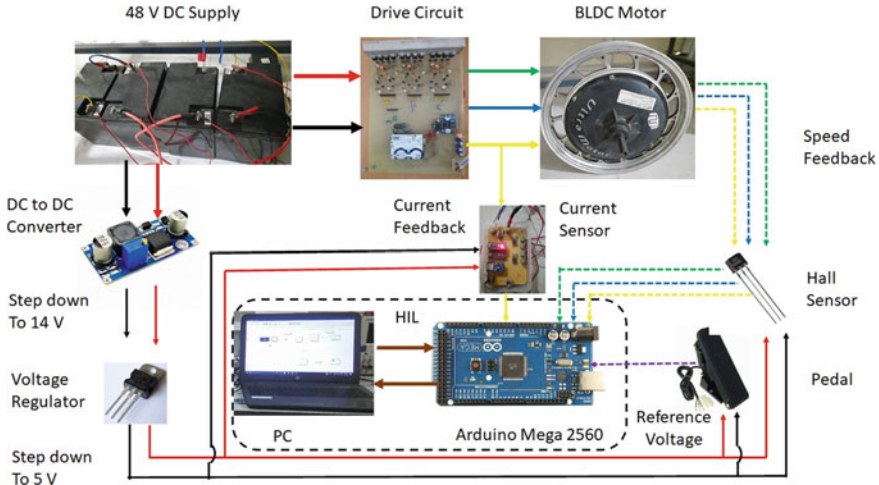 48 V DC Supply
Drive Circuit
BLDC Motor
Speed
Feedback
DC to DC
Converter
Current
Feedback
Current
Sensor
Step down
To 14 V
HIL
Hall
Sensor
Voltage
Regulator
Pedal
Reference
Voltage
PC
Arduino Mega 2560
Step down
To 5 V